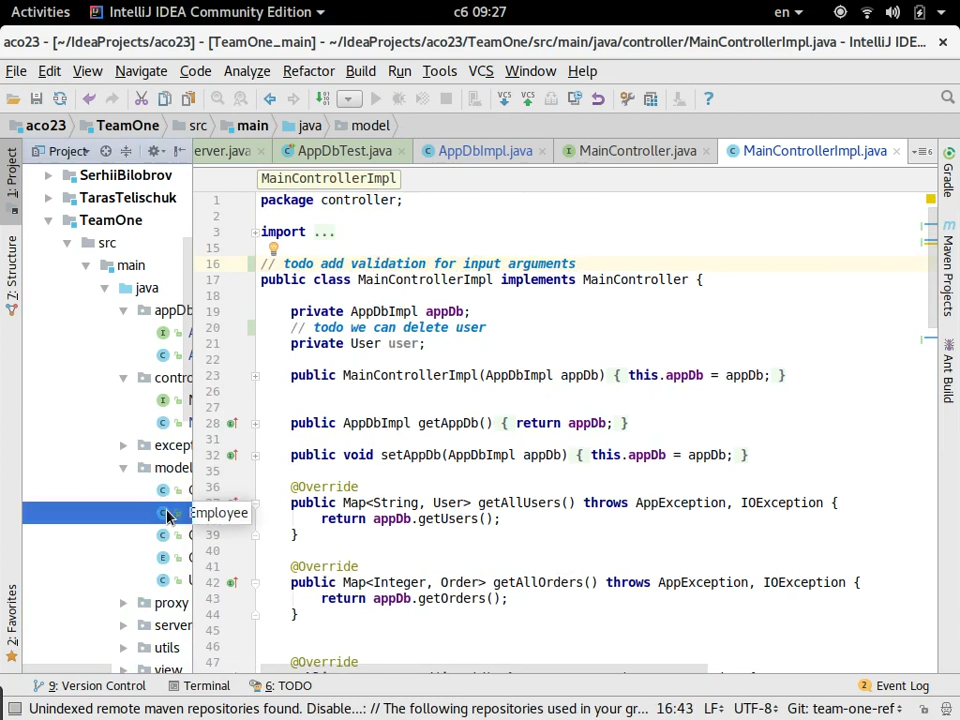 Activities IntelliJ IDEA Community Edition сб 09:27 en
aco23 - [~/IdeaProjects/aco23] - [TeamOne_main] - ~/IdeaProjects/aco23/TeamOne/src/main/java/controller/MainControllerImpl.java - IntelliJ IDE...
File Edit View Navigate Code Analyze Refactor Build Run Tools VCS Window Help
VCS VCS
aco23 TeamOne src main java model
Project erver.java AppDbTest.java AppDbImpl.java MainController.java MainControllerImpl.java 6
1: Project
7: Structure
2: Favorites
SerhiiBilobrov
TarasTelischuk
TeamOne
src
main
java
appDb
contro
except
model
Employee
proxy
server
utils
view
MainControllerImpl
1 package controller;
2
3 import ...
15
16 // todo add validation for input arguments
17 public class MainControllerImpl implements MainController {
18
19 private AppDbImpl appDb;
20 // todo we can delete user
21 private User user;
22
23 public MainControllerImpl(AppDbImpl appDb) { this.appDb = appDb; }
26
27
28 public AppDbImpl getAppDb() { return appDb; }
31
32 public void setAppDb(AppDbImpl appDb) { this.appDb = appDb; }
35
36 @Override
public Map<String, User> getAllUsers() throws AppException, IOException {
return appDb.getUsers();
39 }
40
41 @Override
42 public Map<Integer, Order> getAllOrders() throws AppException, IOException {
43 return appDb.getOrders();
44 }
45
46
47 @Override
Gradle
Maven Projects
Ant Build
9: Version Control Terminal 6: TODO 2 Event Log
Unindexed remote maven repositories found. Disable...: // The following repositories used in your gr... 16:43 LF UTF-8 Git: team-one-ref